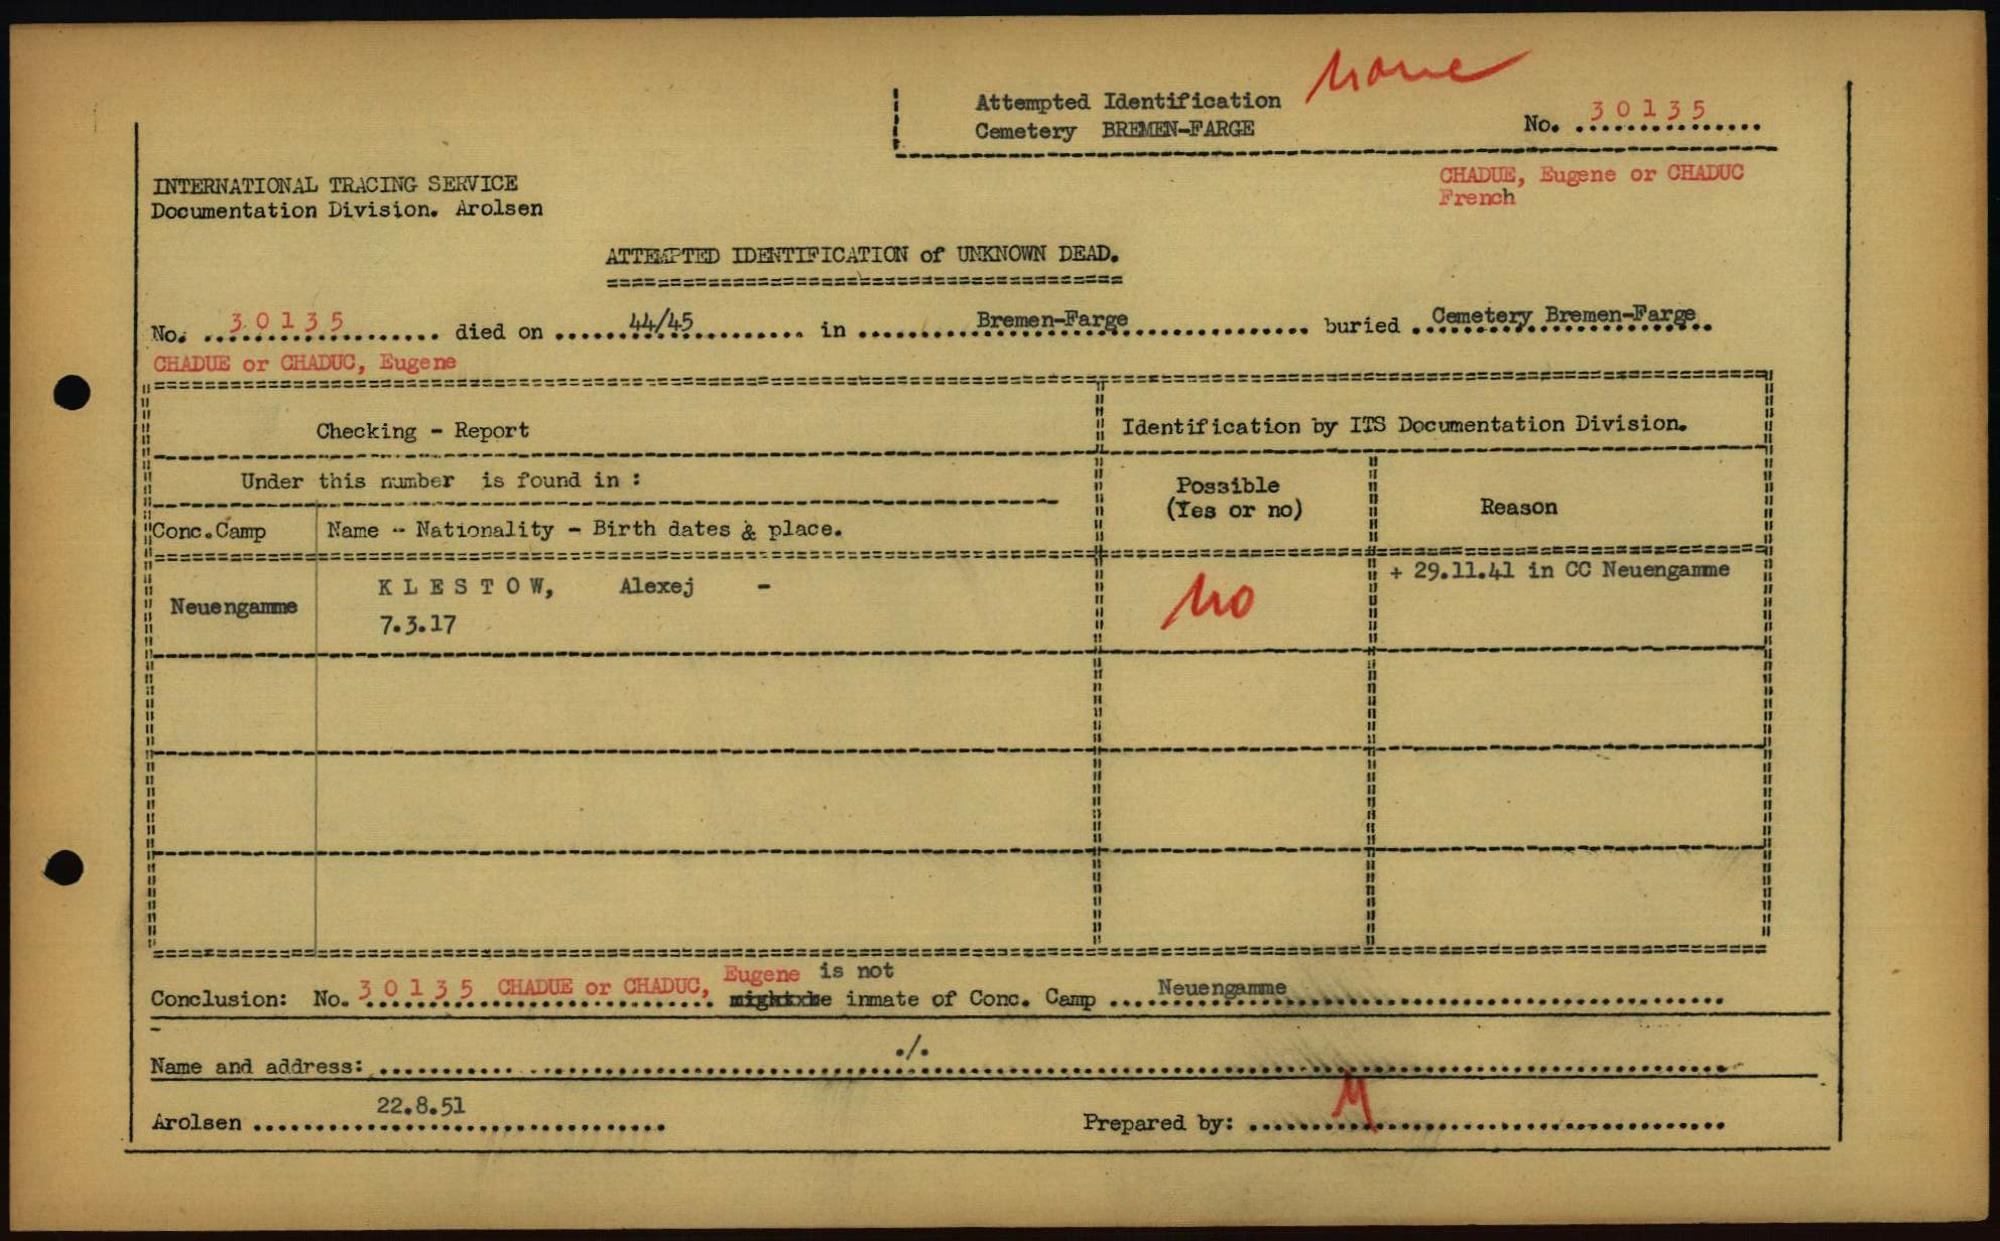 none
Attempted Identification
Cemetery BREMEN-FARGE
No. 30135
CHADUE, Eugene or CHADUC
French
INTERNATIONAL TRACING SERVICE
Documentation Division. Arolsen
ATTEMPTED IDENTIFICATION of UNKNOWN DEAD.
No. 30135 died on 44/45 in Bremen-Farge buried Cemetery Bremen-Farge
CHADUE or CHADUC, Eugene
Checking - Report
Identification by ITS Documentation Division.
Under this number is found in :
Possible
(Yes or no)
Reason
Conc.Camp
Name - Nationality - Birth dates & place.
Neuengamme
K L E S T O W, Alexej -
7.3.17
no
+ 29.11.41 in CC Neuengamme
Conclusion: No. 30135 CHADUE or CHADUC, Eugene is not might be inmate of Conc. Camp Neuengamme
Name and address: ./.
Arolsen 22.8.51
Prepared by: M